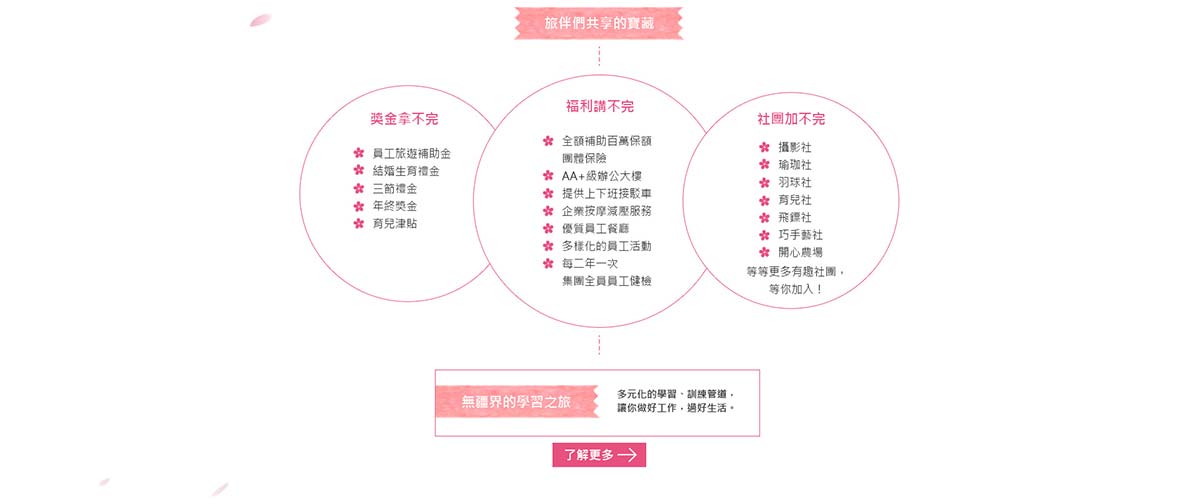 旅伴們共享的寶藏
獎金拿不完
員工旅遊補助金
結婚生育禮金
三節禮金
年終獎金
育兒津貼
福利講不完
全額補助百萬保額
團體保險
AA+級辦公大樓
提供上下班接駁車
企業按摩減壓服務
優質員工餐廳
多樣化的員工活動
每二年一次
集團全員員工健檢
社團加不完
攝影社
瑜珈社
羽球社
育兒社
飛鏢社
巧手藝社
開心農場
等等更多有趣社團，
等你加入！
無疆界的學習之旅
多元化的學習、訓練管道，
讓你做好工作，過好生活。
了解更多